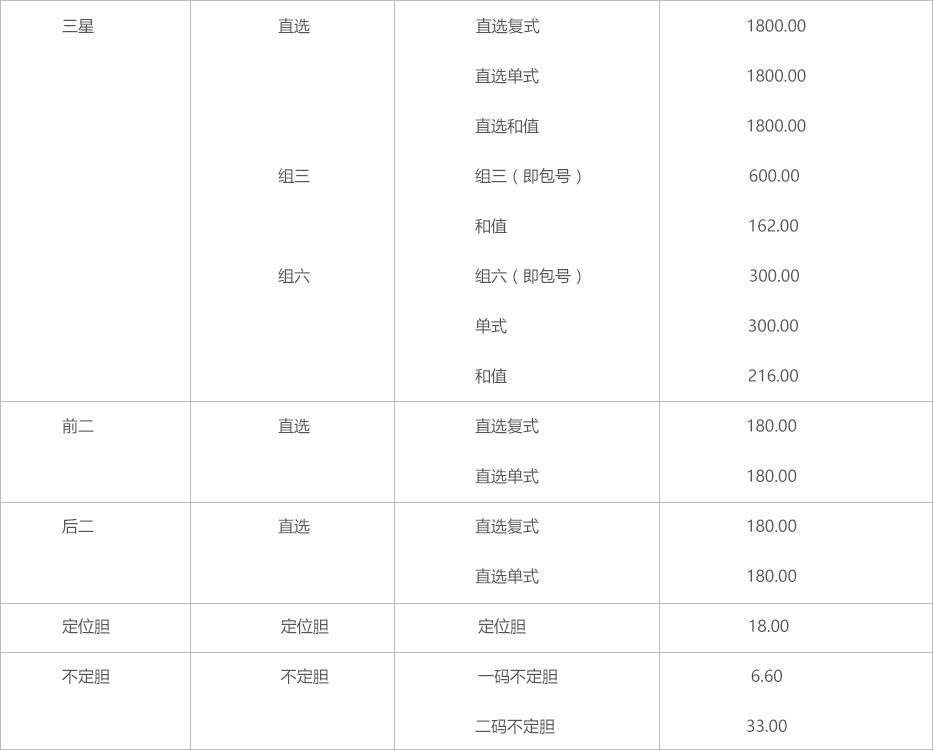 三星 直选 直选复式 1800.00
直选单式 1800.00
直选和值 1800.00
组三 组三（即包号） 600.00
和值 162.00
组六 组六（即包号） 300.00
单式 300.00
和值 216.00
前二 直选 直选复式 180.00
直选单式 180.00
后二 直选 直选复式 180.00
直选单式 180.00
定位胆 定位胆 定位胆 18.00
不定胆 不定胆 一码不定胆 6.60
二码不定胆 33.00